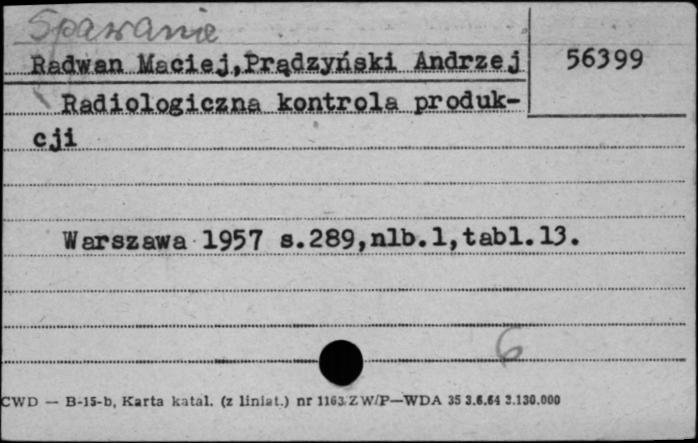 Spawanie
Radwan Maciej,Prądzyński Andrzej
56399
Radiologiczna kontrola produk-
cji
Warszawa 1957 s.289,nlb.1,tabl.13.
6
CWD — B-15-b, Karta katal. (z liniat.) nr 1163 ZW/P—WDA 35 3.6.64 3.130.000